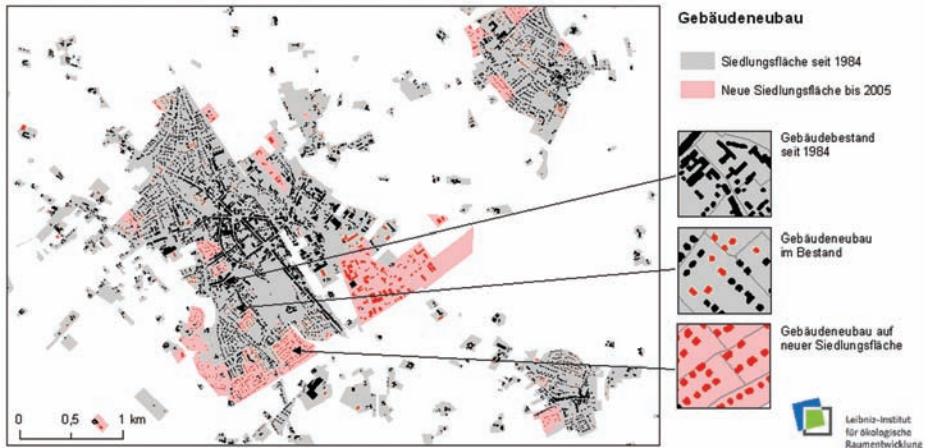 Gebäudeneubau
Siedlungsfläche seit 1984
Neue Siedlungsfläche bis 2005
Gebäudebestand
seit 1984
Gebäudeneubau
im Bestand
Gebäudeneubau auf
neuer Siedlungsfläche
0 0,5 1 km
Leibniz-Institut
für ökologische
Raumentwicklung